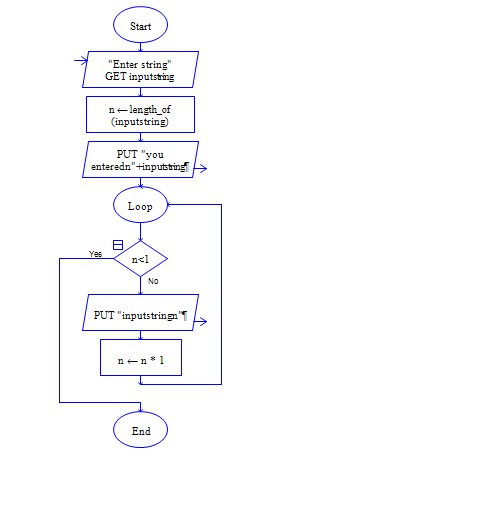 Start
"Enter string"
GET inputstring
n ← length_of
(inputstring)
PUT "you
enteredn"+inputstring¶
Loop
Yes
n<1
No
PUT "inputstringn"¶
n ← n * 1
End